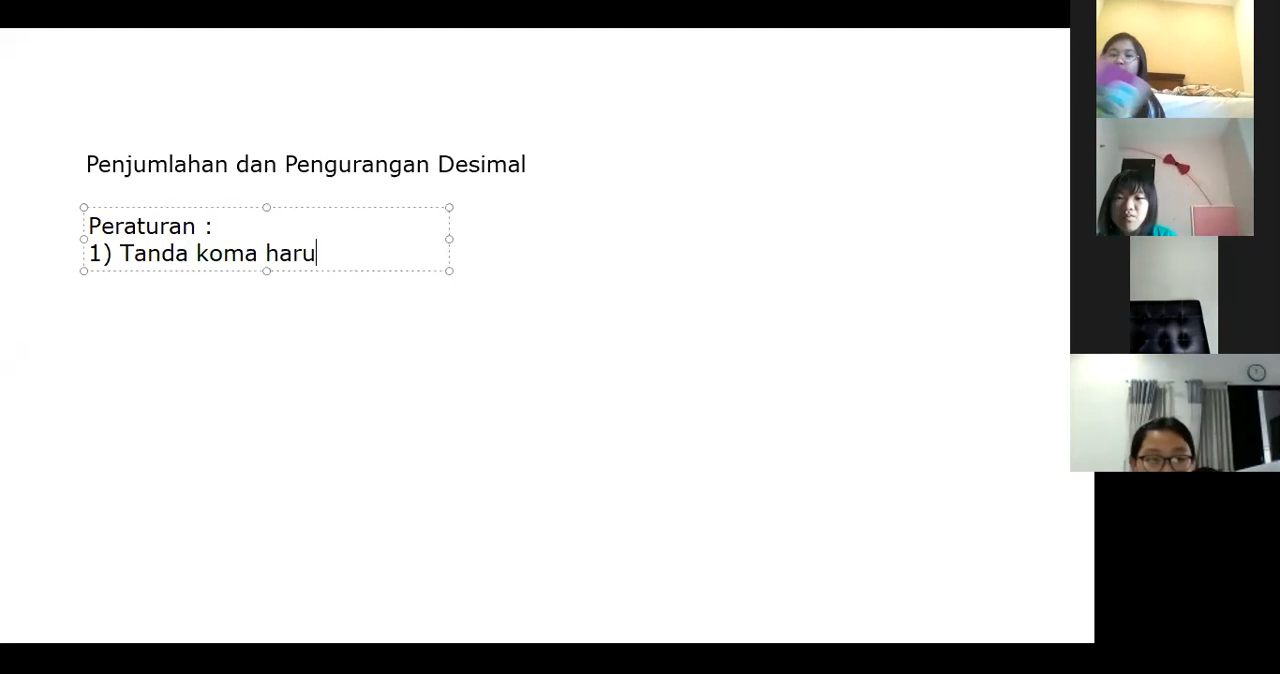 Penjumlahan dan Pengurangan Desimal
Peraturan :
1) Tanda koma haru